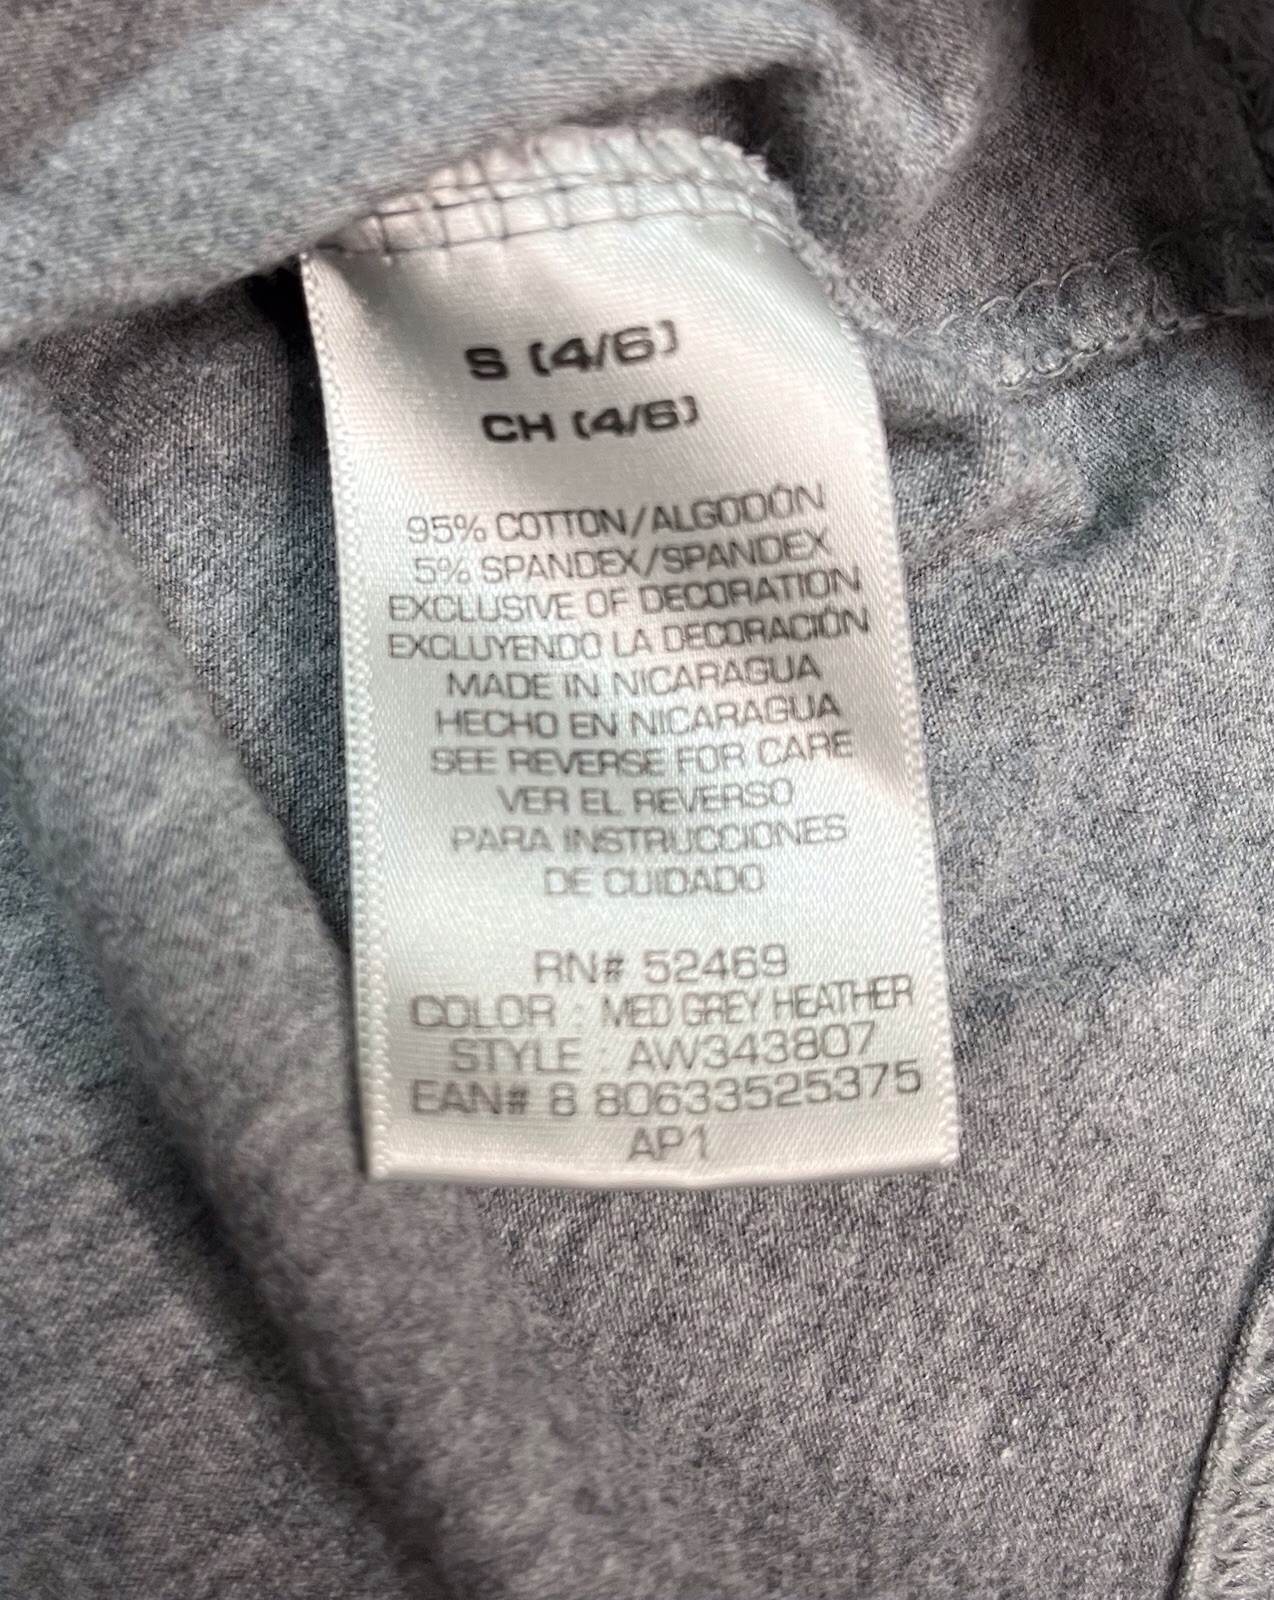 S (4/6)
CH (4/6)
95% COTTON/ALGODÓN
5% SPANDEX/SPANDEX
EXCLUSIVE OF DECORATION
EXCLUYENDO LA DECORACIÓN
MADE IN NICARAGUA
HECHO EN NICARAGUA
SEE REVERSE FOR CARE
VER EL REVERSO
PARA INSTRUCCIONES
DE CUIDADO
RN# 52469
COLOR : MED GREY HEATHER
STYLE : AW343807
EAN# 8 80633525375
AP1